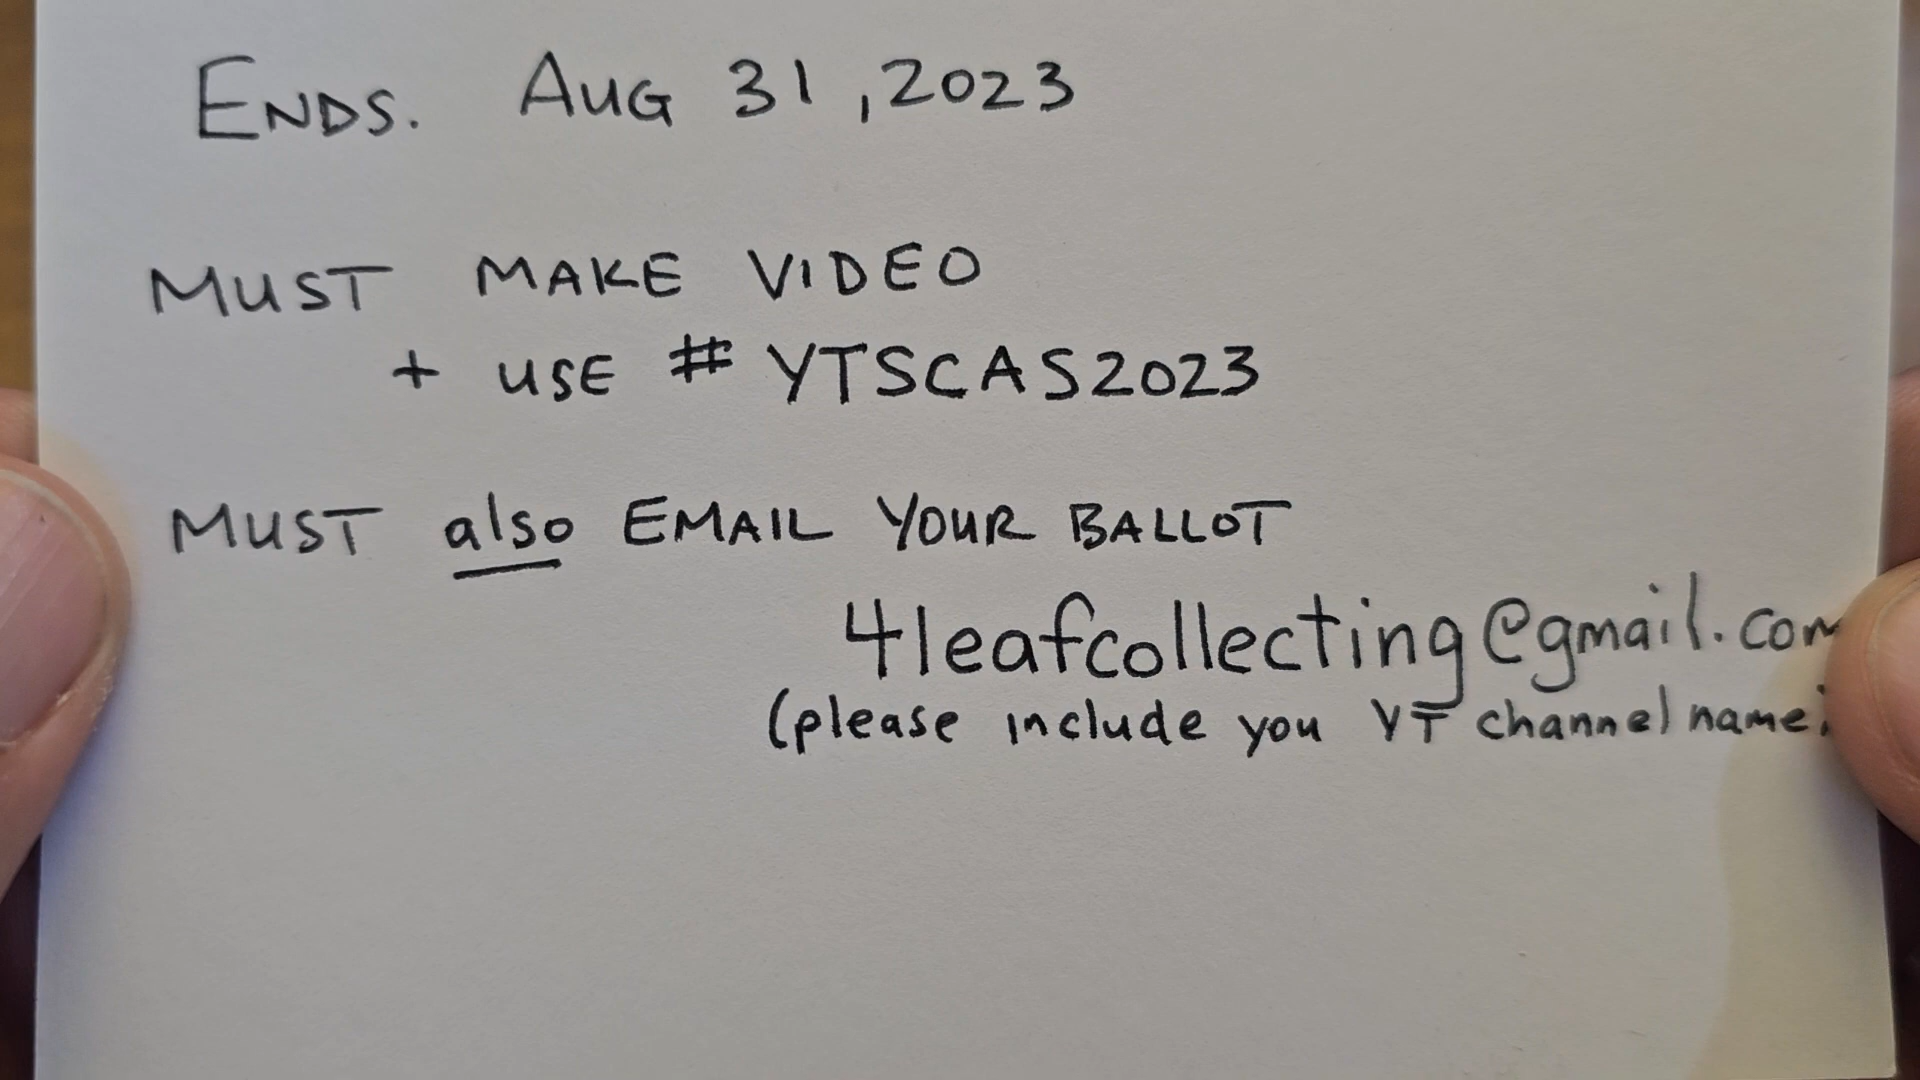 ENDS. AUG 31, 2023
MUST MAKE VIDEO
+ USE # YTSCAS2023
MUST also EMAIL YOUR BALLOT
4leafcollecting@gmail.com
(please include you YT channel name)